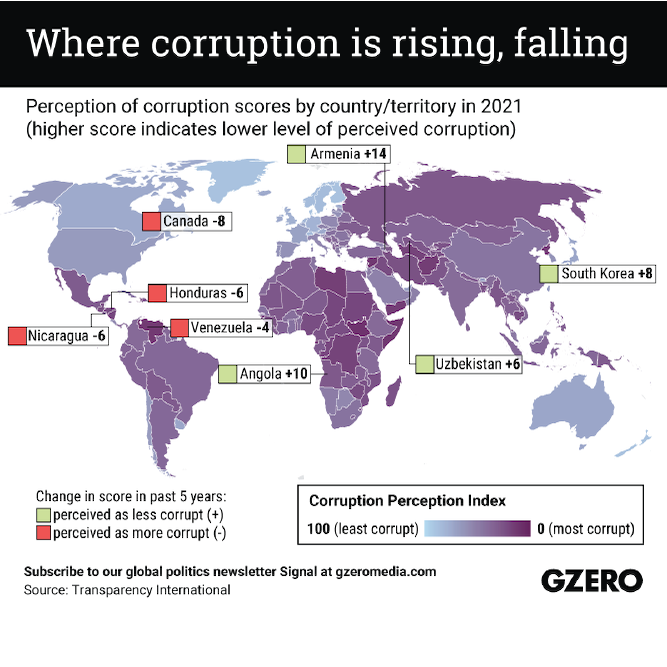 Where corruption is rising, falling
Perception of corruption scores by country/territory in 2021
(higher score indicates lower level of perceived corruption)
Armenia +14
Canada -8
South Korea +8
Honduras -6
Nicaragua -6
Venezuela -4
Uzbekistan +6
Angola +10
Change in score in past 5 years:
perceived as less corrupt (+)
perceived as more corrupt (-)
Corruption Perception Index
100 (least corrupt)
0 (most corrupt)
Subscribe to our global politics newsletter Signal at gzeromedia.com
Source: Transparency International
GZERO